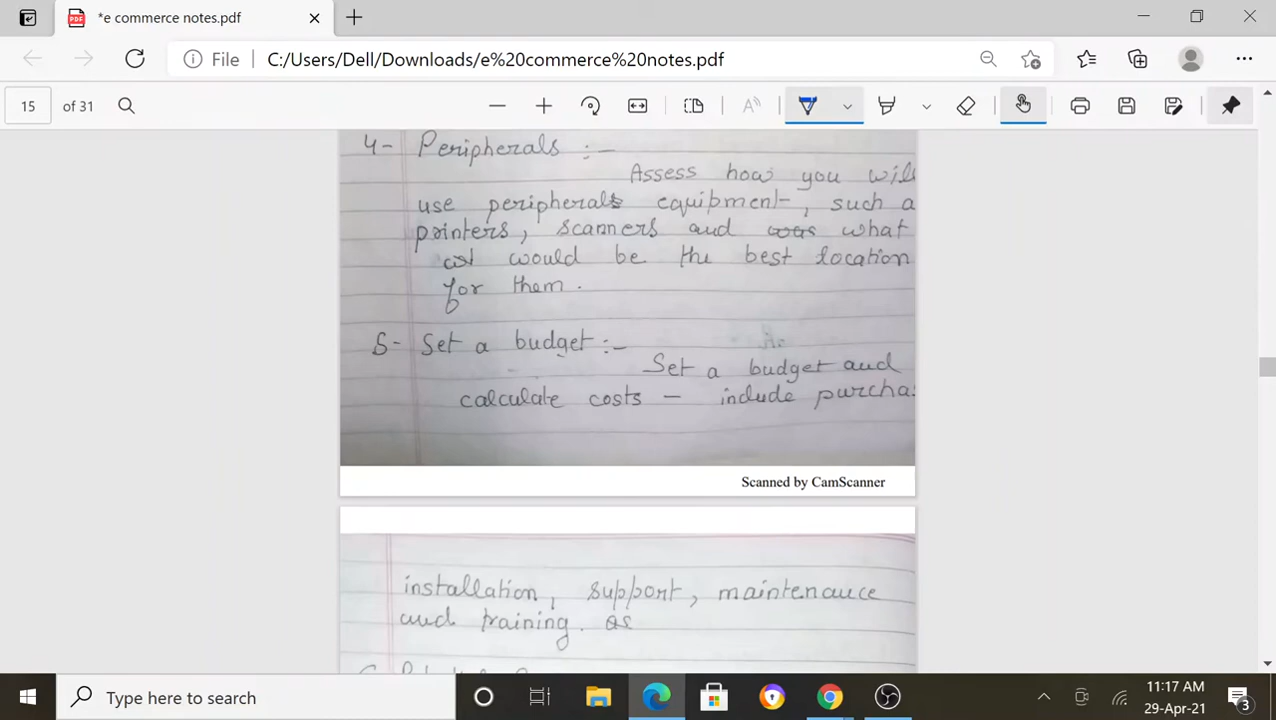 *e commerce notes.pdf
File C:/Users/Dell/Downloads/e%20commerce%20notes.pdf
15 of 31
4- Peripherals :-
Assess how you will
use peripherals equipment, such a
printers, scanners and what
would be the best location
for them.
5- Set a budget :-
Set a budget and
calculate costs - include purcha
Scanned by CamScanner
installation, support, maintenance
and training. as
Type here to search
11:17 AM
29-Apr-21
3